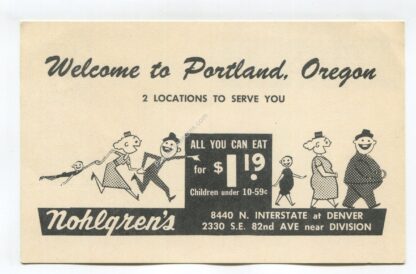 Welcome to Portland, Oregon
2 LOCATIONS TO SERVE YOU
ALL YOU CAN EAT
for $1.19
Children under 10-59¢
Nohlgren's
8440 N. INTERSTATE at DENVER
2330 S.E. 82nd AVE near DIVISION